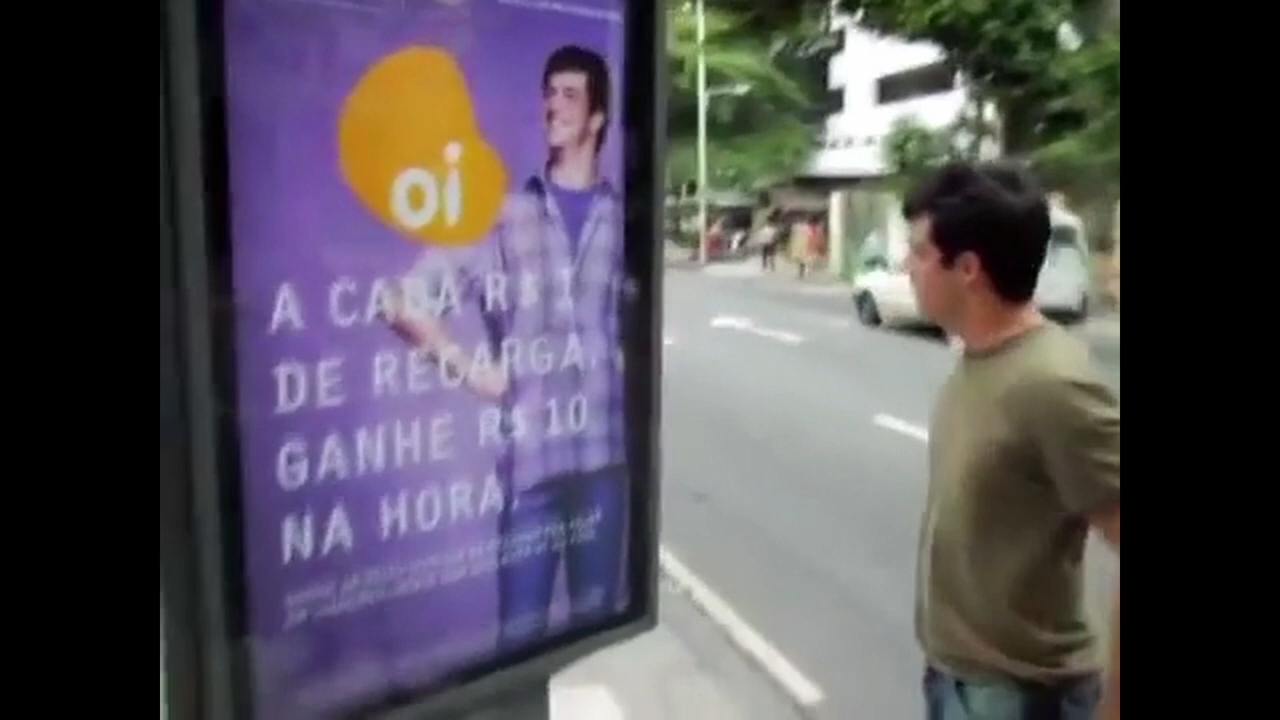 oi
A CADA R$ 1
DE RECARGA,
GANHE R$ 10
NA HORA.